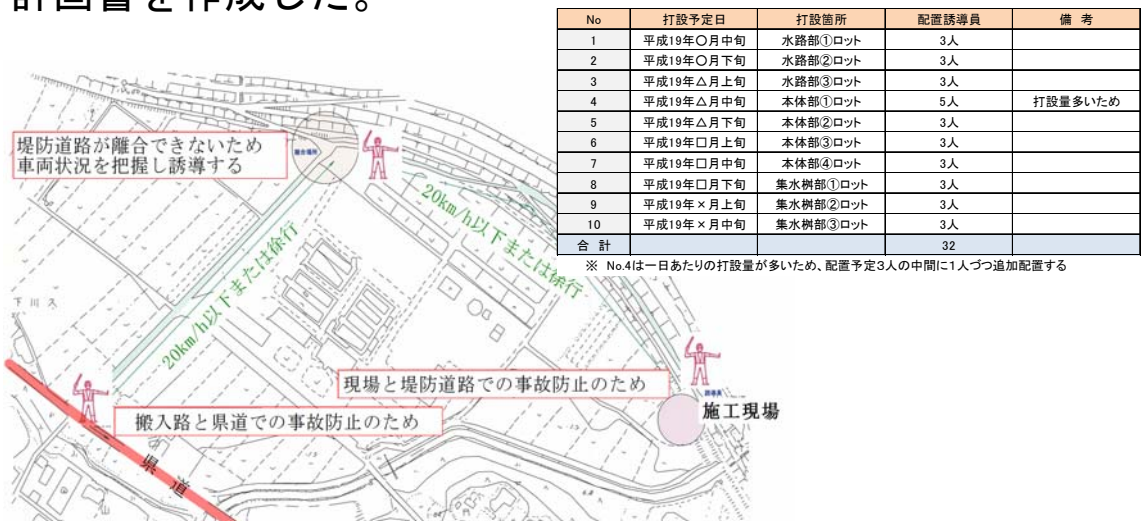 計画書を作成した。
No 打設予定日 打設箇所 配置誘導員 備 考
1 平成19年〇月中旬 水路部①ロット 3人
2 平成19年〇月下旬 水路部②ロット 3人
3 平成19年△月上旬 水路部③ロット 3人
4 平成19年△月中旬 本体部①ロット 5人 打設量多いため
5 平成19年△月下旬 本体部②ロット 3人
6 平成19年□月上旬 本体部③ロット 3人
7 平成19年□月中旬 本体部④ロット 3人
8 平成19年□月下旬 集水桝部①ロット 3人
9 平成19年×月上旬 集水桝部②ロット 3人
10 平成19年×月中旬 集水桝部③ロット 3人
合 計 32
※ No.4は一日あたりの打設量が多いため、配置予定3人の中間に1人づつ追加配置する
堤防道路が離合できないため
車両状況を把握し誘導する
離合場所
20km/h以下または徐行
20km/h以下または徐行
下川久
現場と堤防道路での事故防止のため
誘導員
施工現場
搬入路と県道での事故防止のため
県道